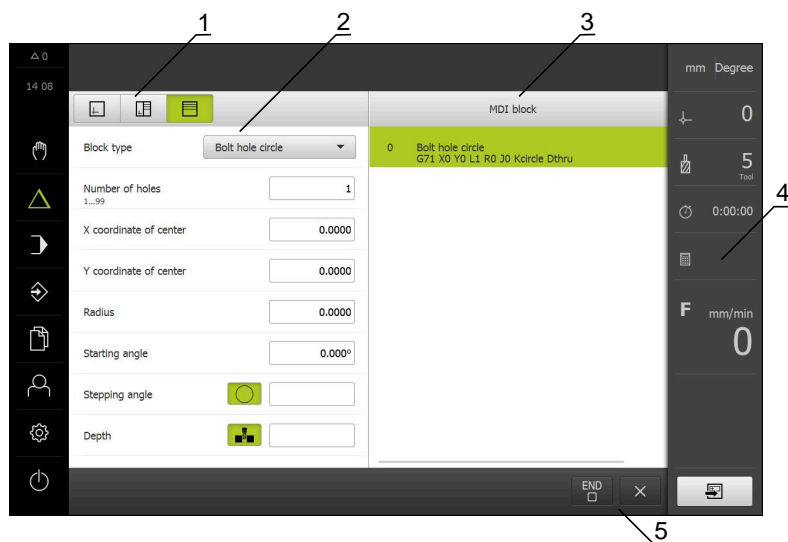 1
2
3
△ 0
14 08
mm Degree
MDI block
0
Block type
Bolt hole circle
0 Bolt hole circle
G71 X0 Y0 L1 R0 J0 Kcircle Dthru
5
Tool
Number of holes
1...99
1
4
0:00:00
X coordinate of center
0.0000
Y coordinate of center
0.0000
F mm/min
0
Radius
0.0000
Starting angle
0.000°
Stepping angle
Depth
END
5